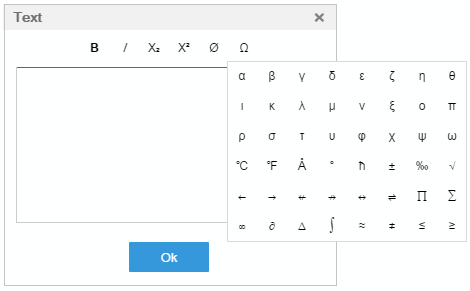 Text ×
B / X₂ X² Ø Ω
α β γ δ ε ζ η θ
ι κ λ μ ν ξ ο π
ρ σ τ υ φ χ ψ ω
℃ ℉ Å ° ħ ± ‰ √
← → ↚ ↛ ↔ ⇌ ∏ ∑
∞ ∂ ∆ ∫ ≈ ≠ ≤ ≥
Ok